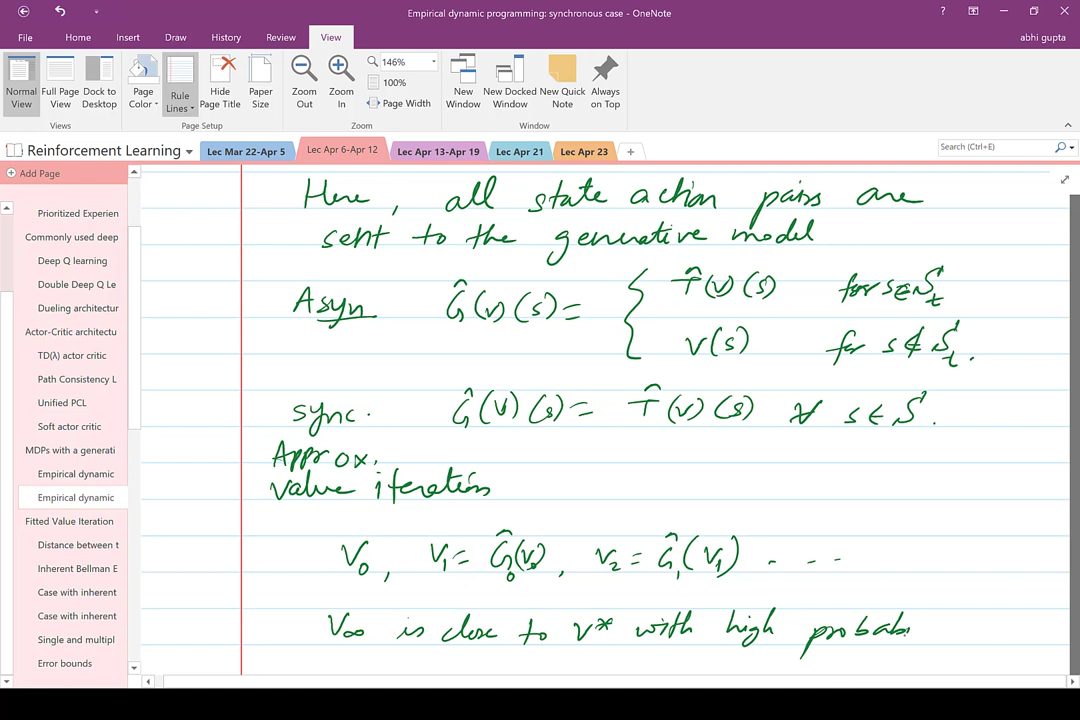 Empirical dynamic programming: synchronous case - OneNote
File Home Insert Draw History Review View
abhi gupta
Normal View
Full Page View
Dock to Desktop
Page Color
Rule Lines
Hide Page Title
Paper Size
Zoom Out
Zoom In
146%
100%
Page Width
New Window
New Docked Window
New Quick Note
Always on Top
Views Page Setup Zoom Window
Reinforcement Learning
Lec Mar 22-Apr 5 Lec Apr 6-Apr 12 Lec Apr 13-Apr 19 Lec Apr 21 Lec Apr 23 +
Search (Ctrl+E)
Add Page
Prioritized Experien
Commonly used deep
Deep Q learning
Double Deep Q Le
Dueling architectur
Actor-Critic architectu
TD(λ) actor critic
Path Consistency L
Unified PCL
Soft actor critic
MDPs with a generati
Empirical dynamic
Empirical dynamic
Fitted Value Iteration
Distance between t
Inherent Bellman E
Case with inherent
Case with inherent
Single and multipl
Error bounds
Here, all state action pairs are
sent to the generative model
Asyn Ĝ(v)(s) = { T̂(v)(s) for s∈S_t
v(s) for s∉S_t.
sync. Ĝ(v)(s) = T̂(v)(s) ∀ s∈S.
Approx.
value iteration
V₀, V₁ = Ĝ₀(V₀), V₂ = Ĝ₁(V₁) . . . .
V∞ is close to v* with high probabi